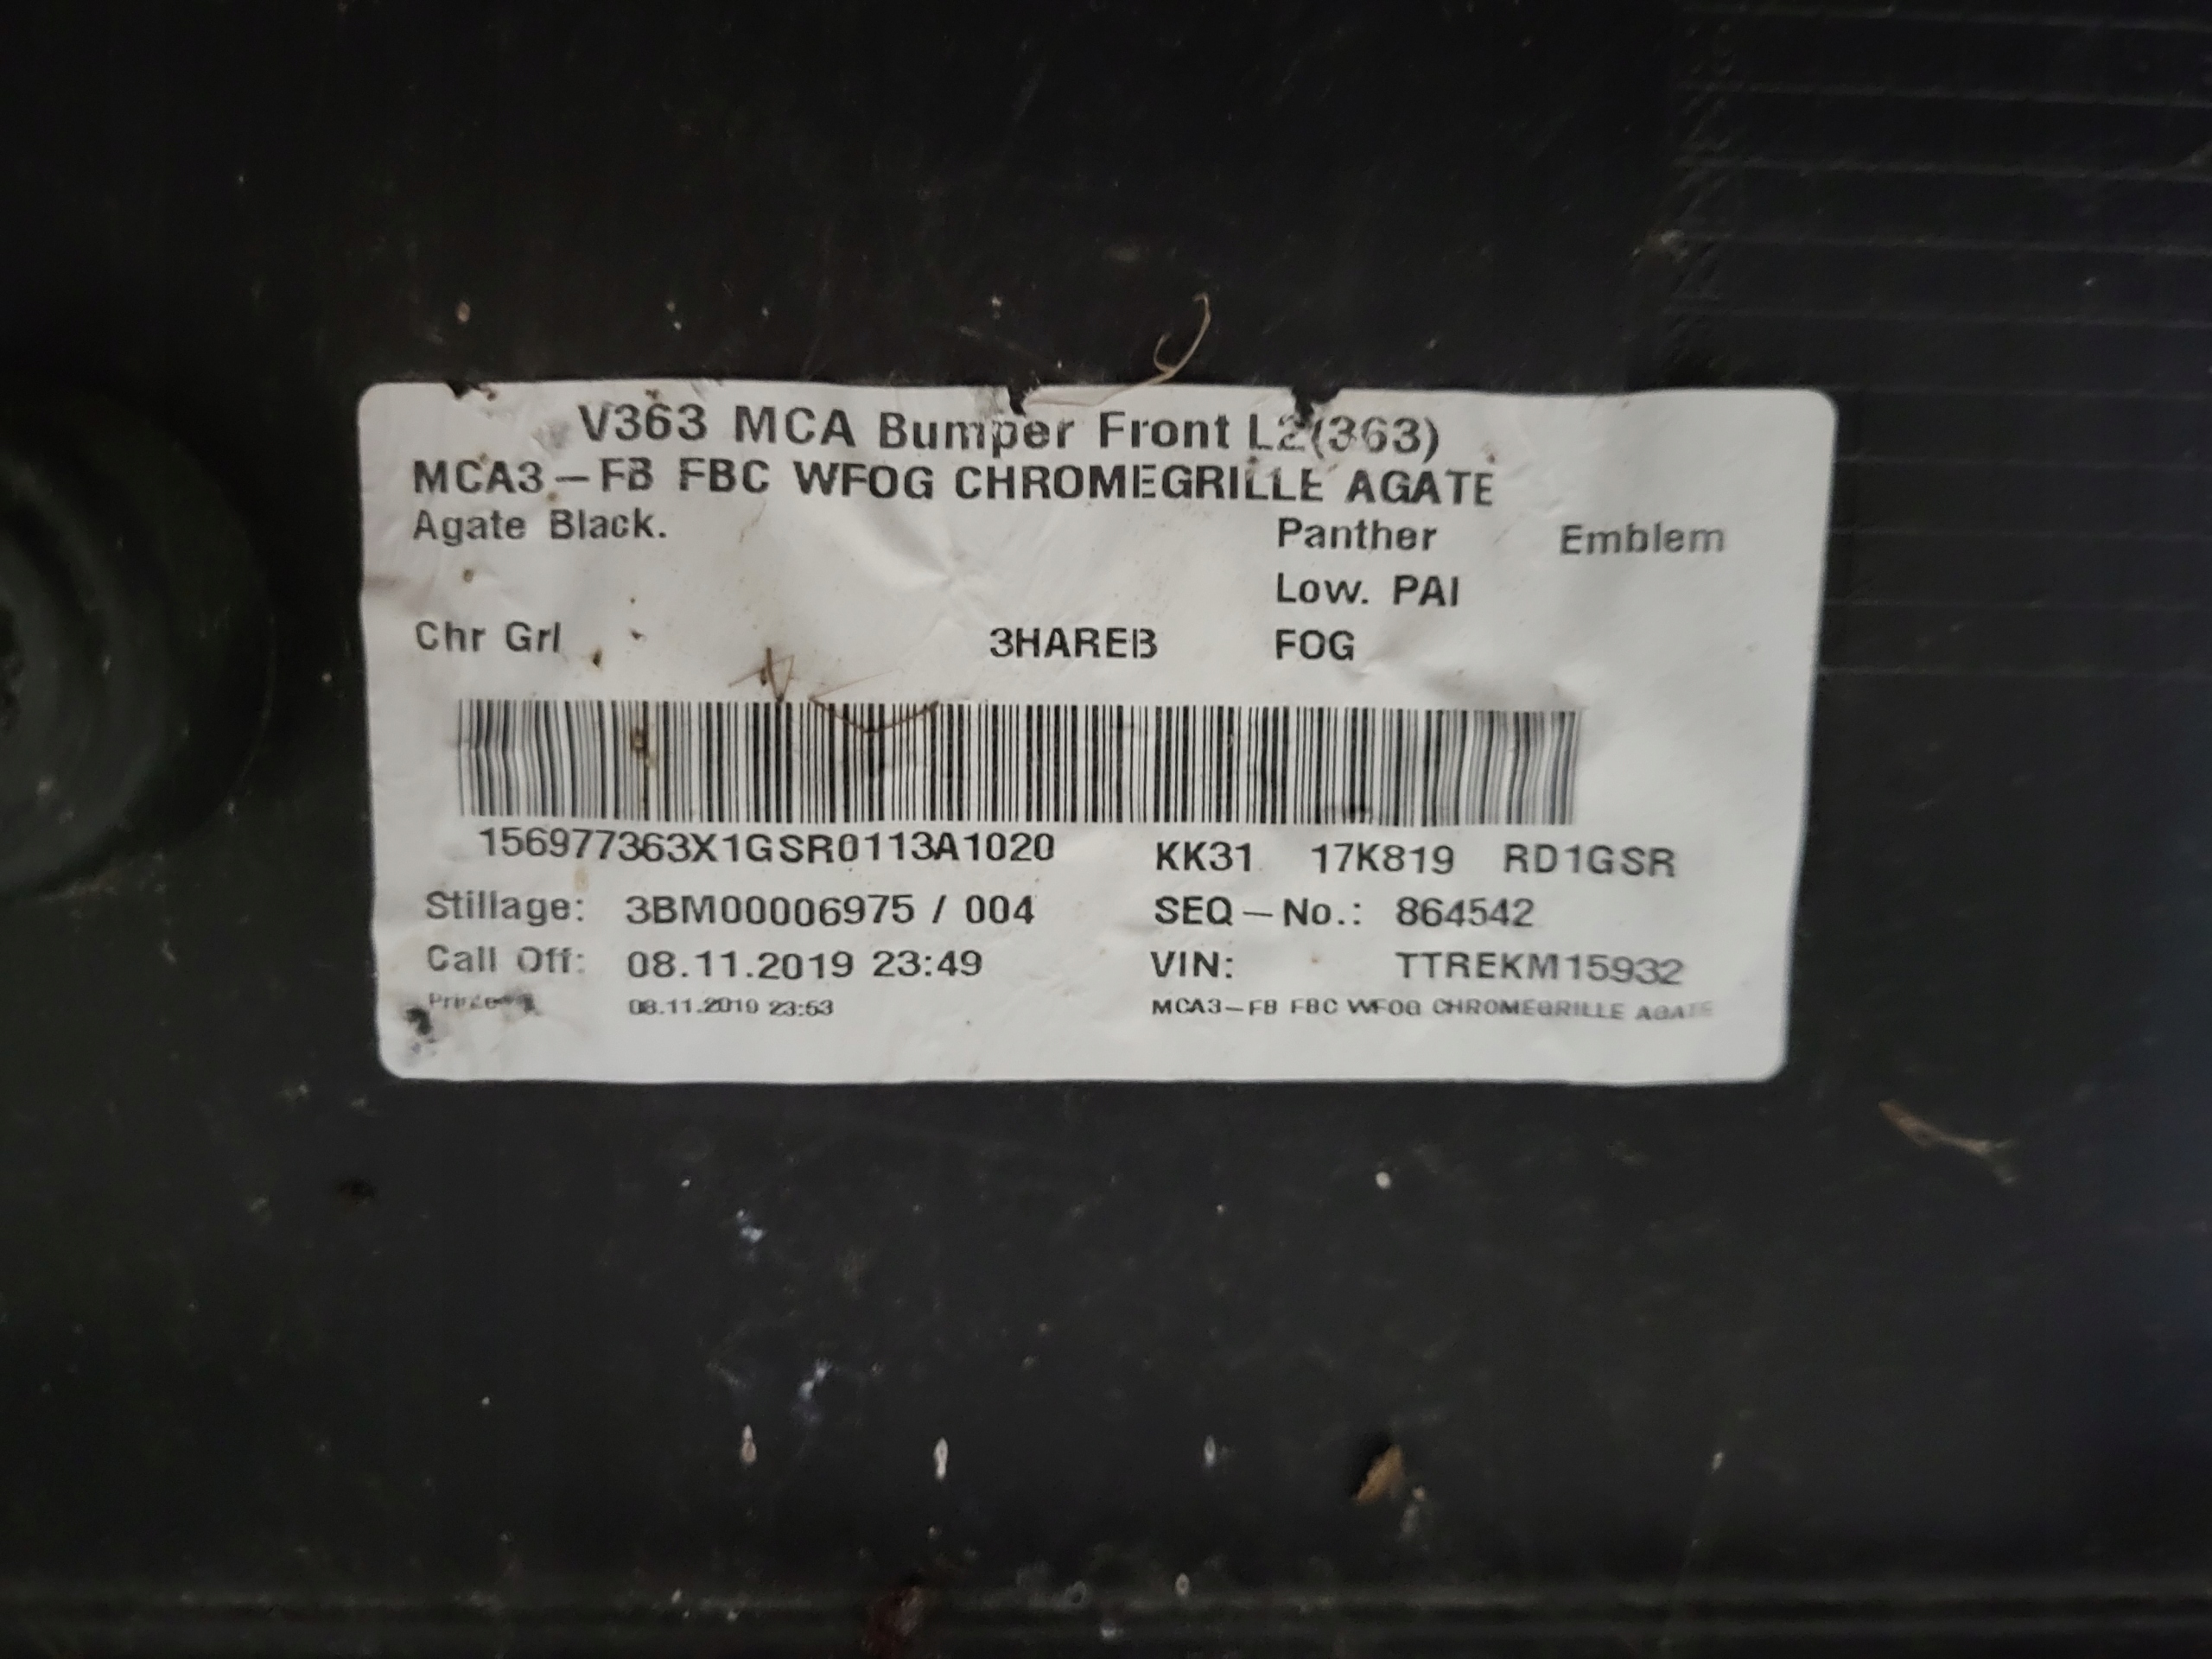 V363 MCA Bumper Front L2(363)
MCA3-FB FBC WFOG CHROMEGRILLE AGATE
Agate Black. Panther Emblem
Low. PAI
Chr Grl 3HAREB FOG
156977363X1GSR0113A1020 KK31 17K819 RD1GSR
Stillage: 3BM00006975 / 004 SEQ-No.: 864542
Call Off: 08.11.2019 23:49 VIN: TTREKM15932
08.11.2019 23:53 MCA3-FB FBC WFOG CHROMEGRILLE AGATE